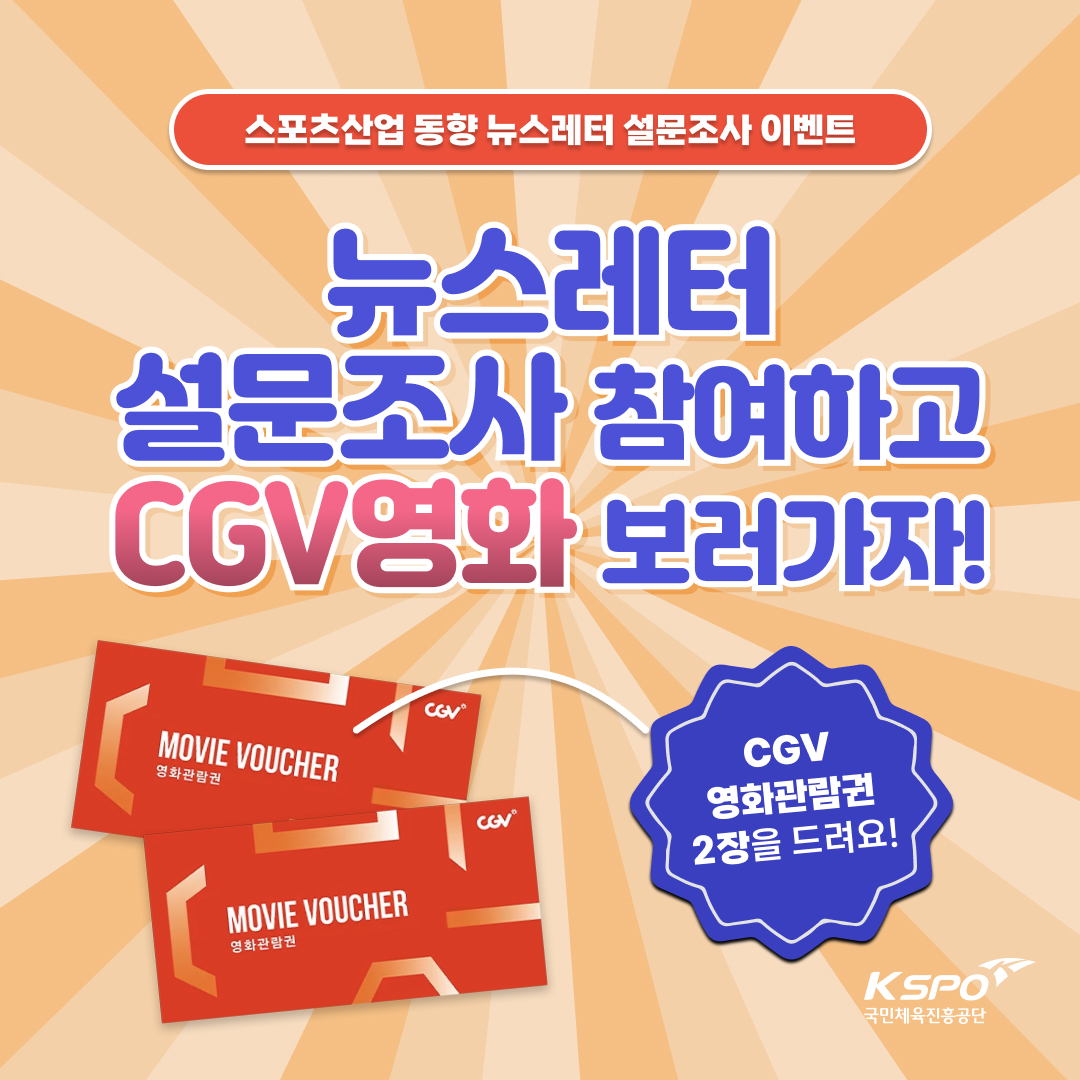 스포츠산업 동향 뉴스레터 설문조사 이벤트
뉴스레터
설문조사 참여하고
CGV영화 보러가자!
CGV
MOVIE VOUCHER
영화관람권
CGV
MOVIE VOUCHER
영화관람권
CGV
영화관람권
2장을 드려요!
KSPO
국민체육진흥공단